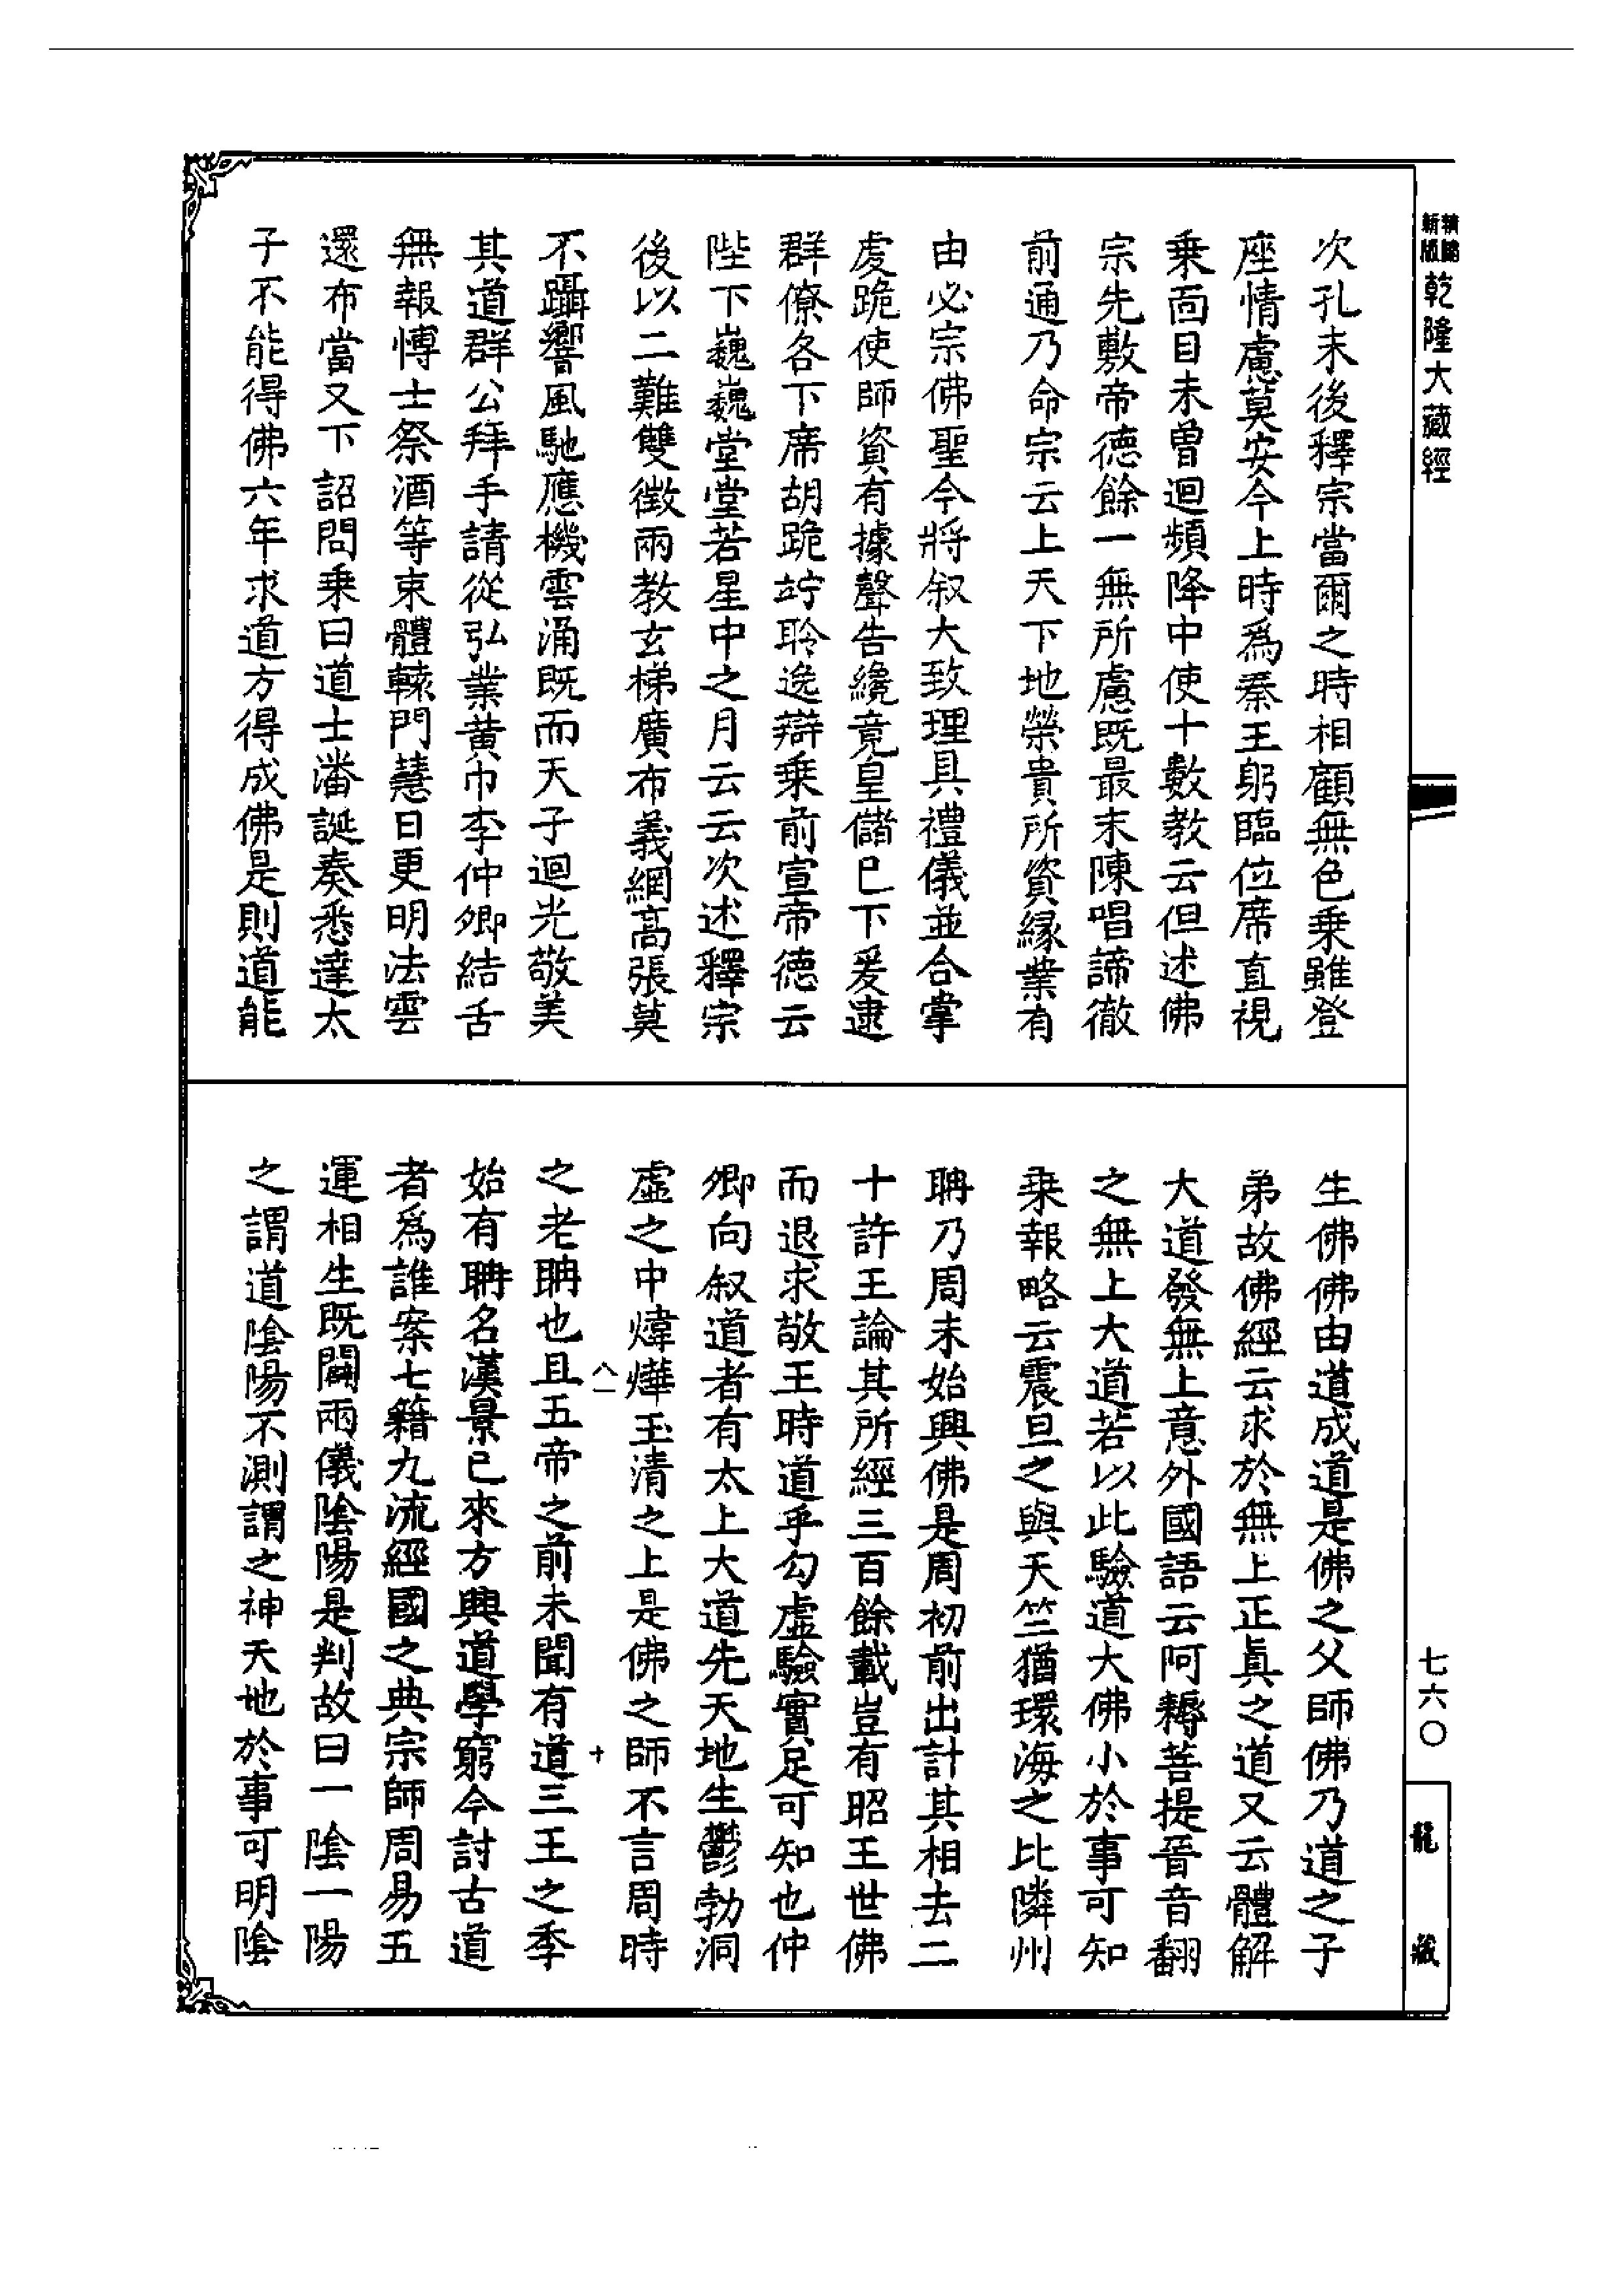 新編
新版
乾隆大藏經
次孔末後釋宗當爾之時相顧無色乗雖登
座情慮莫安今上時爲秦王躬臨位席直視
乗面目未曾迴頻降中使十數教云但述佛
宗先敷帝德餘一無所慮既最末陳唱諦徹
前通乃命宗云上天下地榮貴所資緣業有
由必宗佛聖今將叙大致理具禮儀並合掌
虔跪使師資有據聲告纔竟皇儲巳下爰逮
群僚各下席胡跪竚聆逸辯乗前宣帝德云
陛下巍巍堂堂若星中之月云云次述釋宗
後以二難雙徵兩教玄梯廣布義網高張莫
不躡響風馳應機雲涌既而天子迴光敬美
其道群公拜手請從弘業黄巾李仲卿結舌
無報愽士祭酒等束體轅門慧日更明法雲
還布當又下詔問乗曰道士潘誕奏悉達太
子不能得佛六年求道方得成佛是則道能
生佛佛由道成道是佛之父師佛乃道之子
弟故佛經云求於無上正眞之道又云體解
大道發無上意外國語云阿耨菩提晉音翻
之無上大道若以此驗道大佛小於事可知
乗報略云震旦之與天竺猶環海之比隣州
聃乃周末始興佛是周初前出計其相去二
十許王論其所經三百餘載豈有昭王世佛
而退求敬王時道乎勾虛驗實足可知也仲
卿向叙道者有太上大道先天地生鬱勃洞
虛之中煒燁玉清之上是佛之師不言周時
八一 十
之老聃也且五帝之前未聞有道三王之季
始有聃名漢景已來方興道學窮今討古道
者爲誰案七籍九流經國之典宗師周易五
運相生既闢兩儀陰陽是判故曰一陰一陽
之謂道陰陽不測謂之神天地於事可明陰
七六〇
龍藏